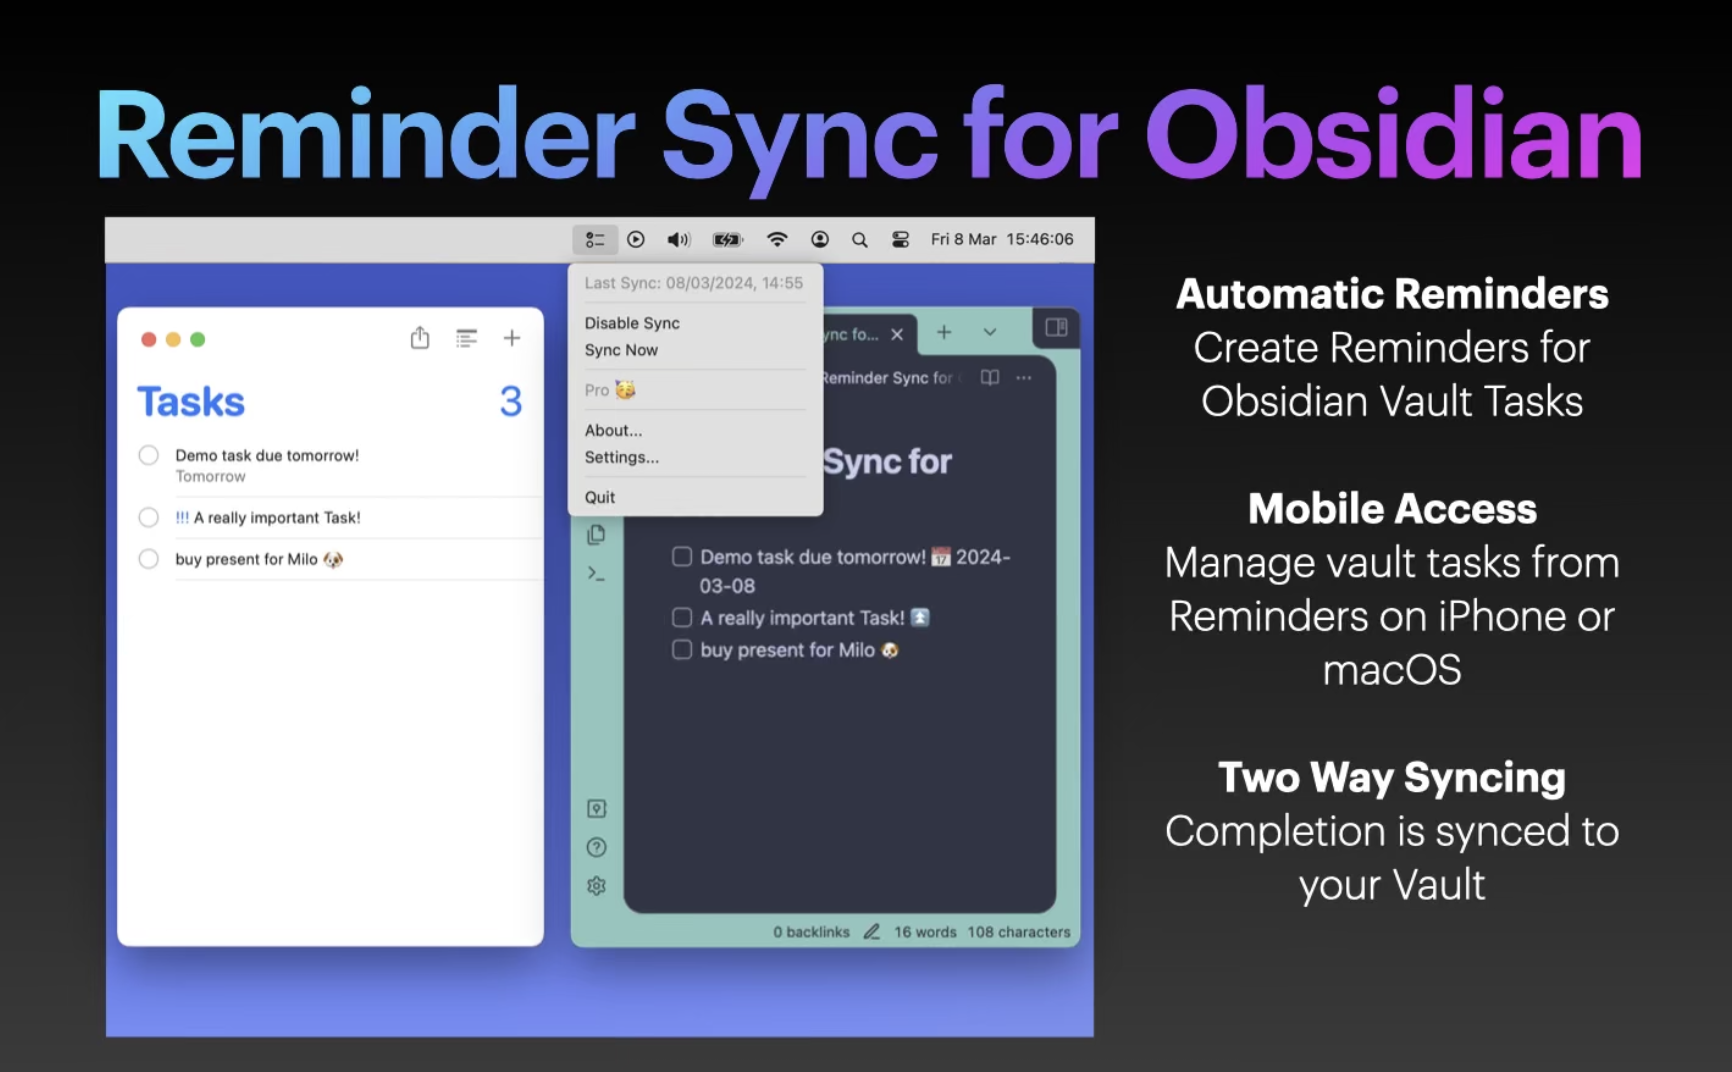 Reminder Sync for Obsidian
Fri 8 Mar 15:46:06
Last Sync: 08/03/2024, 14:55
Disable Sync
Sync Now
Pro 🥳
About...
Settings...
Quit
Tasks 3
Demo task due tomorrow!
Tomorrow
!!! A really important Task!
buy present for Milo 🐶
ync fo...
Reminder Sync for
Sync for
Demo task due tomorrow! 📅 2024-
03-08
A really important Task! ⏫
buy present for Milo 🐶
0 backlinks 16 words 108 characters
Automatic Reminders
Create Reminders for
Obsidian Vault Tasks
Mobile Access
Manage vault tasks from
Reminders on iPhone or
macOS
Two Way Syncing
Completion is synced to
your Vault